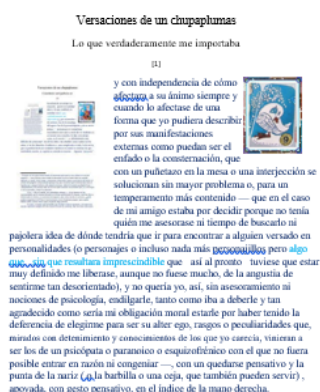 Versaciones de un chupaplumas
Lo que verdaderamente me importaba
[1]
y con independencia de cómo
afectara a su ánimo siempre y
cuando lo afectase de una
forma que yo pudiera describir
por sus manifestaciones
externas como puedan ser el
enfado o la consternación, que
con un puñetazo en la mesa o una interjección se
solucionan sin mayor problema o, para un
temperamento más contenido — que en el caso
de mi amigo estaba por decidir porque no tenía
quién me asesorase ni tiempo de buscarlo ni
pajolera idea de dónde tendría que ir para encontrar a alguien versado en
personalidades (o personajes o incluso nada más personajillos pero algo
que, sin que resultara imprescindible que así al pronto tuviese que estar
muy definido me liberase, aunque no fuese mucho, de la angustia de
sentirme tan desorientado), y no quería yo, así, sin asesoramiento ni
nociones de psicología, endilgarle, tanto como iba a deberle y tan
agradecido como sería mi obligación moral estarle por haber tenido la
deferencia de elegirme para ser su alter ego, rasgos o peculiaridades que,
mirados con detenimiento y conocimientos de los que yo carecía, vinieran a
ser los de un psicópata o paranoico o esquizofrénico con el que no fuera
posible entrar en razón ni congeniar —, con un quedarse pensativo y la
punta de la nariz (o la barbilla o una ceja, que también pueden servir) ,
apoyada, con gesto pensativo, en el índice de la mano derecha.